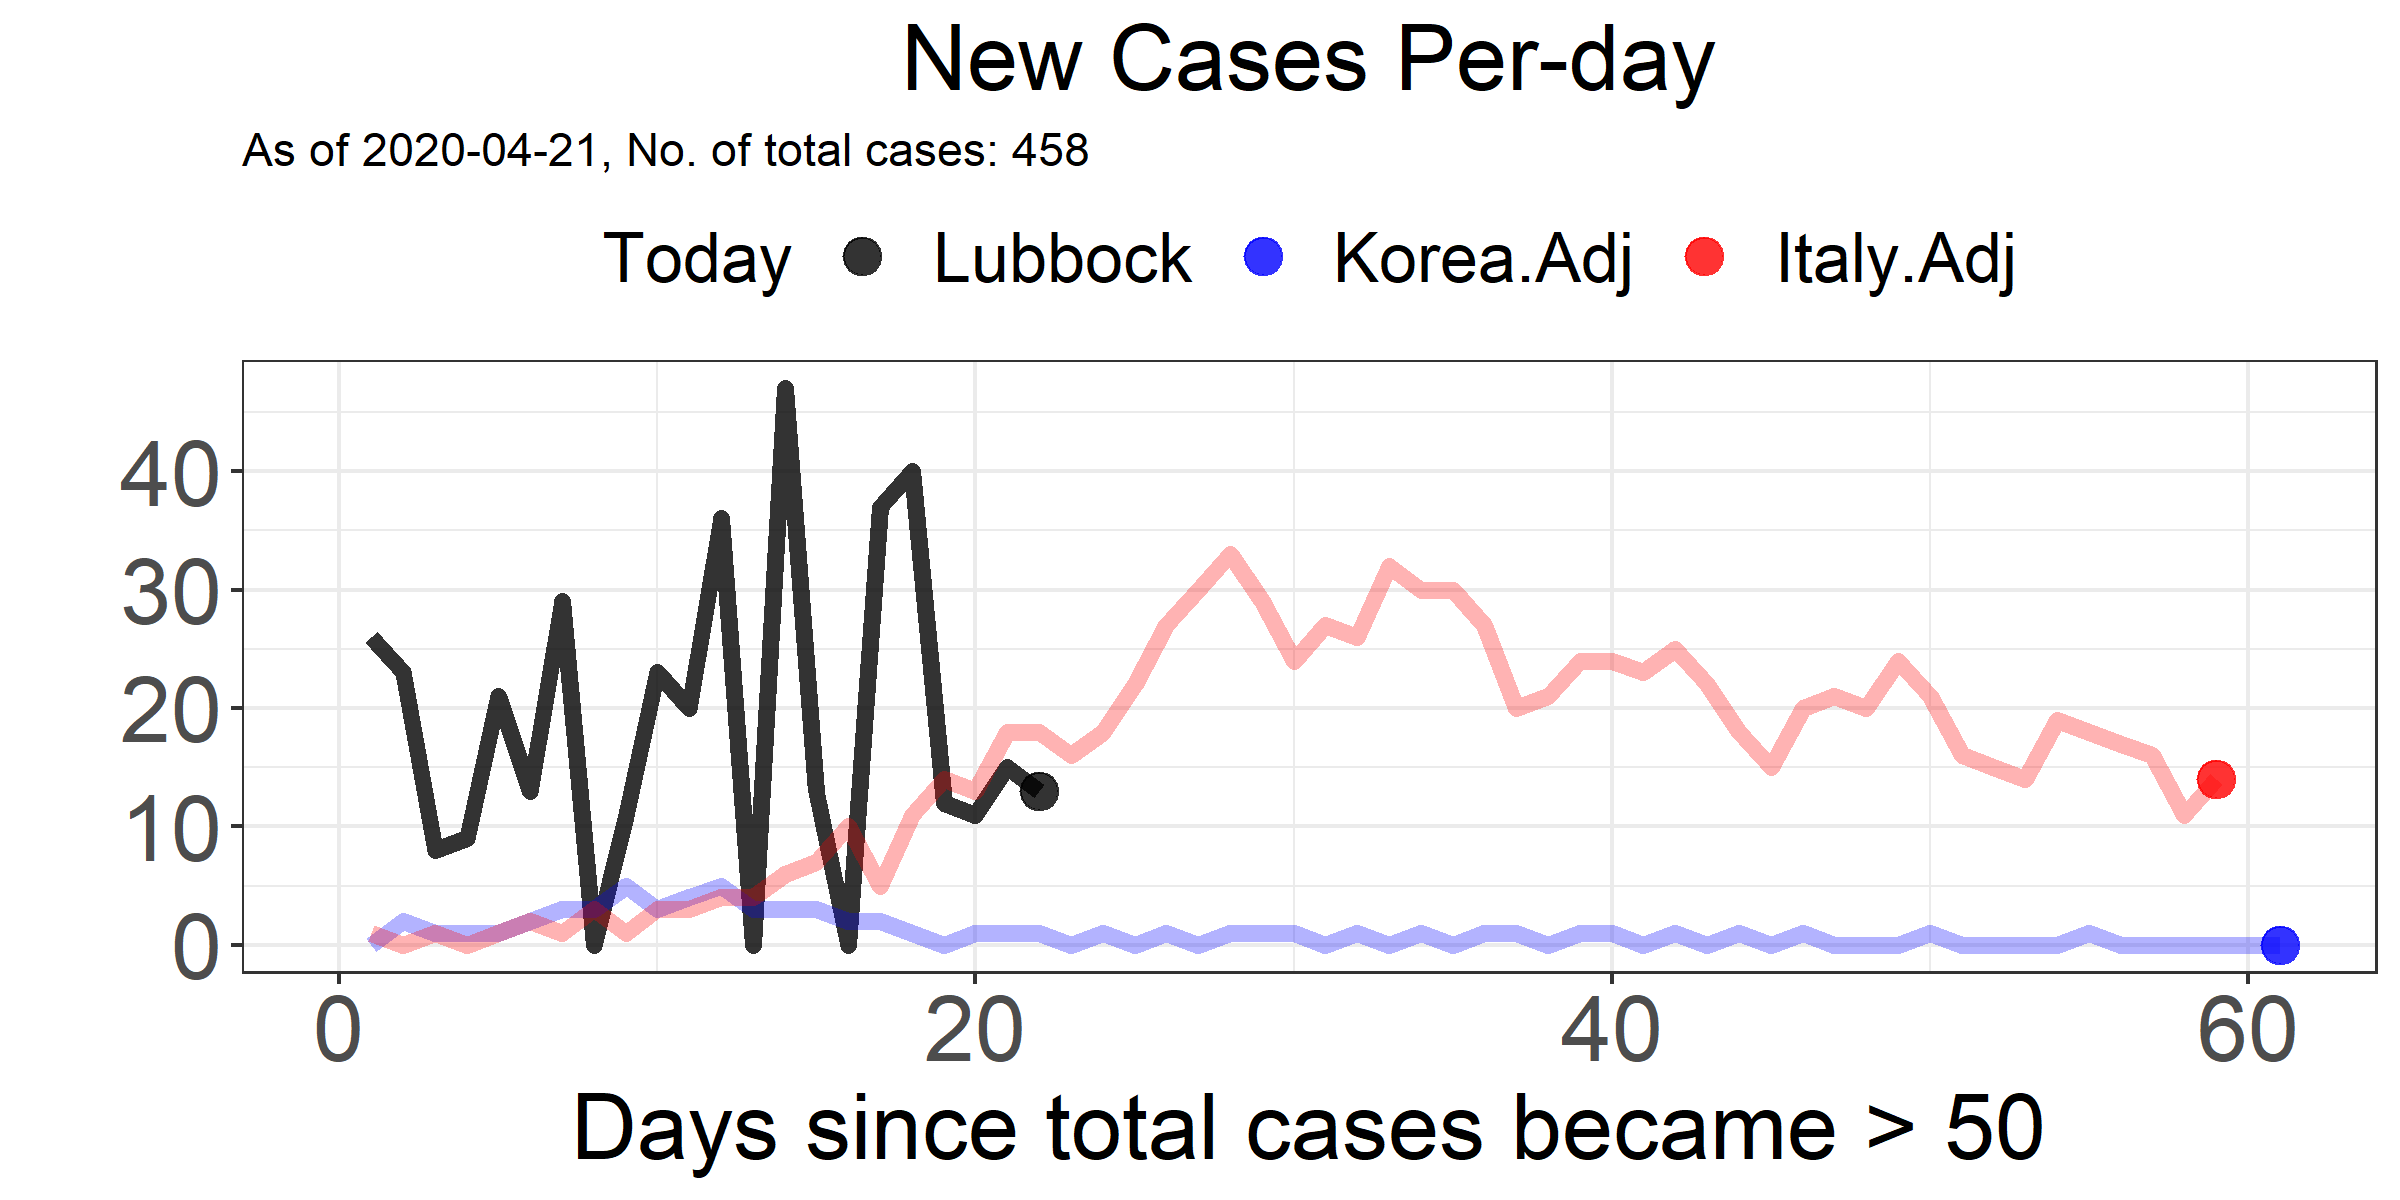 New Cases Per-day
As of 2020-04-21, No. of total cases: 458
Today Lubbock Korea.Adj Italy.Adj
40
30
20
10
0
0 20 40 60
Days since total cases became > 50